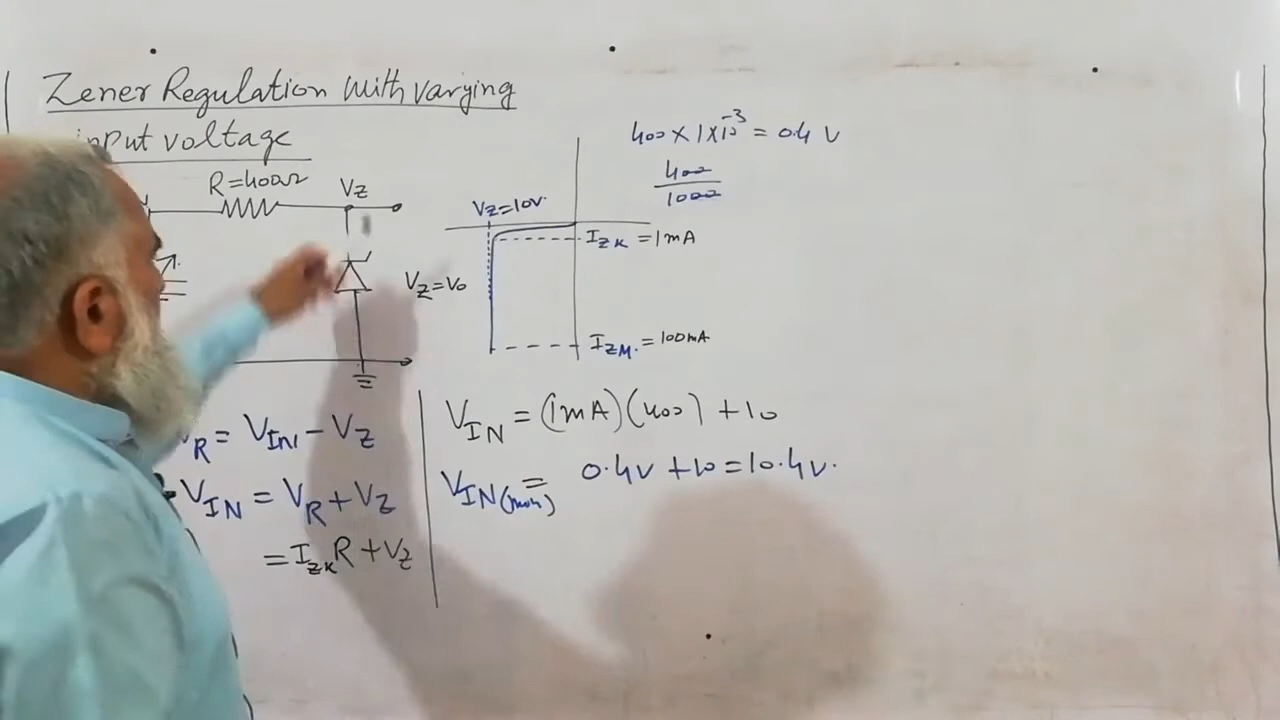 Zener Regulation With varying
input voltage
R=400Ω
VZ
VZ=V0
VZ=10V.
IZK =1mA
IZM. =100mA
400×1×10⁻³ = 0.4 V
400
1000
VR = VIN1 - VZ
VIN = VR + VZ
= IZK R + VZ
VIN = (1mA)(400) + 10
VIN(min) = 0.4V + 10 = 10.4V.